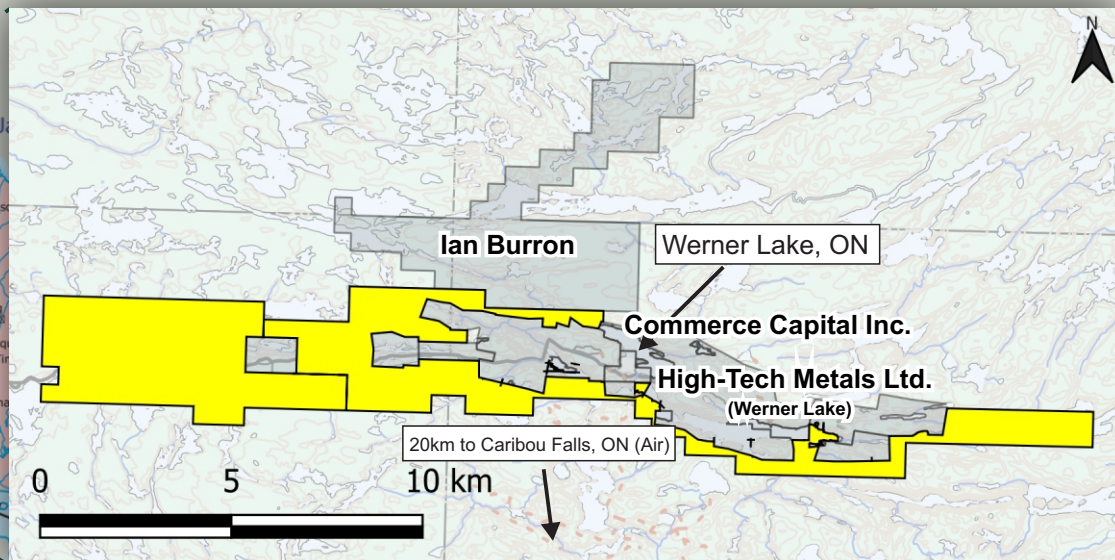 N
Ian Burron
Werner Lake, ON
Commerce Capital Inc.
High-Tech Metals Ltd.
(Werner Lake)
20km to Caribou Falls, ON (Air)
0 5 10 km